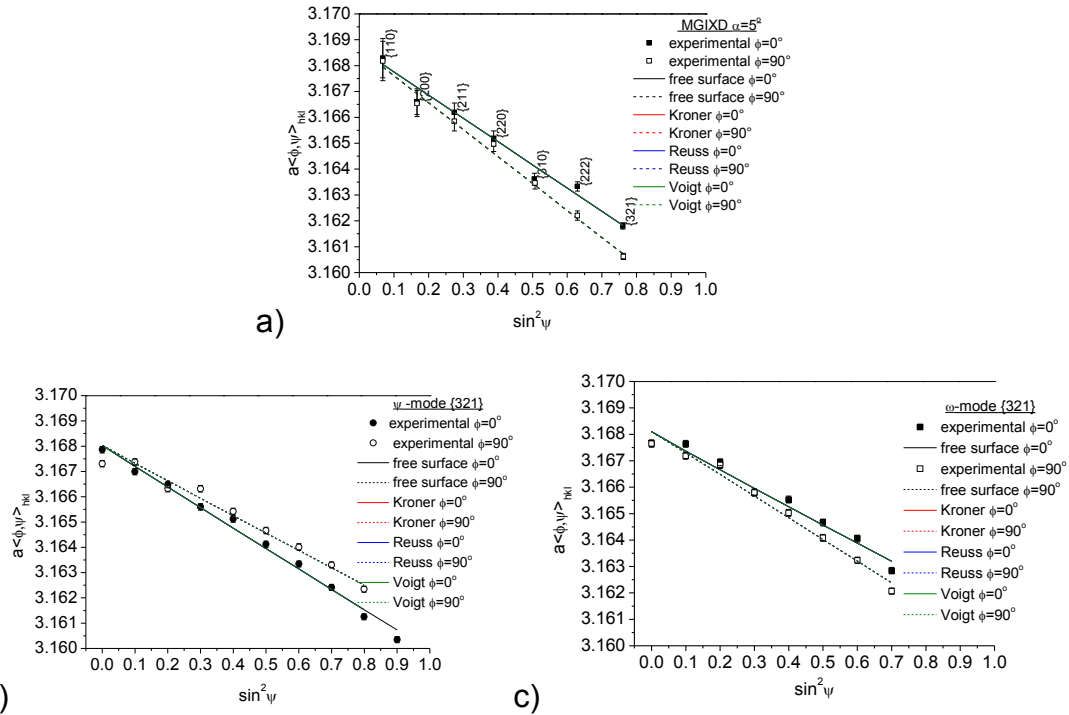 a)
MGIXD α=5º
experimental ϕ=0°
experimental ϕ=90°
free surface ϕ=0°
free surface ϕ=90°
Kroner ϕ=0°
Kroner ϕ=90°
Reuss ϕ=0°
Reuss ϕ=90°
Voigt ϕ=0°
Voigt ϕ=90°
{110}
{200}
{211}
{220}
{310}
{222}
{321}
a<ϕ,ψ>hkl
3.170
3.169
3.168
3.167
3.166
3.165
3.164
3.163
3.162
3.161
3.160
0.0 0.1 0.2 0.3 0.4 0.5 0.6 0.7 0.8 0.9 1.0
sin²ψ
)
ψ -mode {321}
experimental ϕ=0°
experimental ϕ=90°
free surface ϕ=0°
free surface ϕ=90°
Kroner ϕ=0°
Kroner ϕ=90°
Reuss ϕ=0°
Reuss ϕ=90°
Voigt ϕ=0°
Voigt ϕ=90°
a<ϕ,ψ>hkl
3.170
3.169
3.168
3.167
3.166
3.165
3.164
3.163
3.162
3.161
3.160
0.0 0.1 0.2 0.3 0.4 0.5 0.6 0.7 0.8 0.9 1.0
sin²ψ
c)
ω-mode {321}
experimental ϕ=0°
free surface ϕ=0°
experimental ϕ=90°
free surface ϕ=90°
Kroner ϕ=0°
Kroner ϕ=90°
Reuss ϕ=0°
Reuss ϕ=90°
Voigt ϕ=0°
Voigt ϕ=90°
a<ϕ,ψ>hkl
3.170
3.169
3.168
3.167
3.166
3.165
3.164
3.163
3.162
3.161
3.160
0.0 0.1 0.2 0.3 0.4 0.5 0.6 0.7 0.8 0.9 1.0
sin²ψ